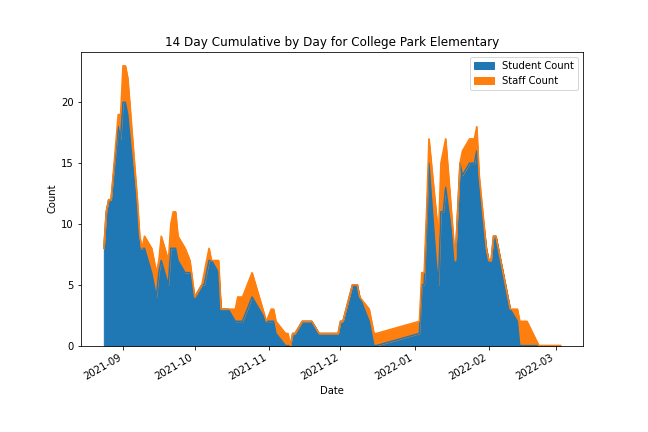 14 Day Cumulative by Day for College Park Elementary
Student Count
Staff Count
Count
20
15
10
5
0
2021-09
2021-10
2021-11
2021-12
2022-01
2022-02
2022-03
Date